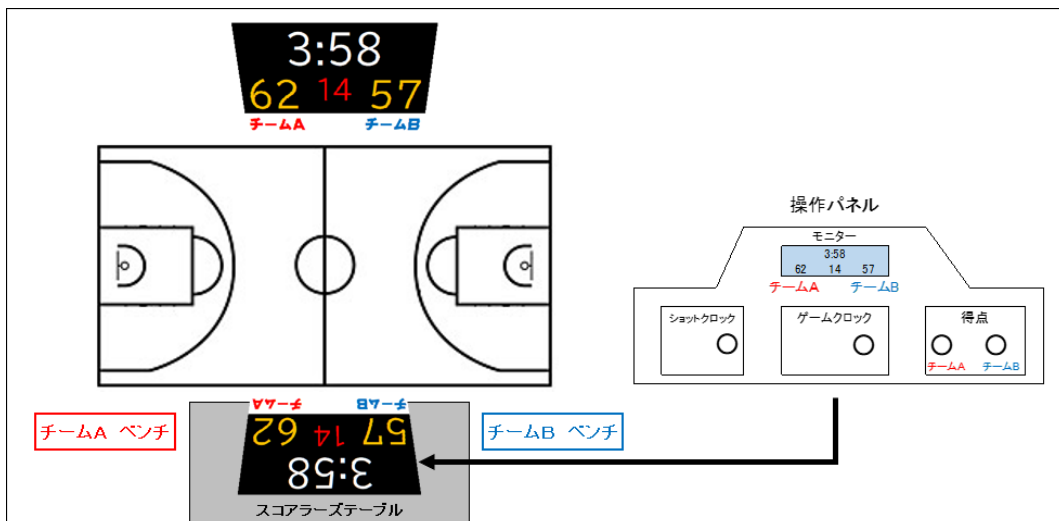 3:58
62 14 57
チームA チームB
操作パネル
モニター
3:58
62 14 57
チームA チームB
ショットクロック
ゲームクロック
得点
チームA チームB
チームA チームB
62 14 57
3:58
チームA ベンチ
チームB ベンチ
スコアラーズテーブル